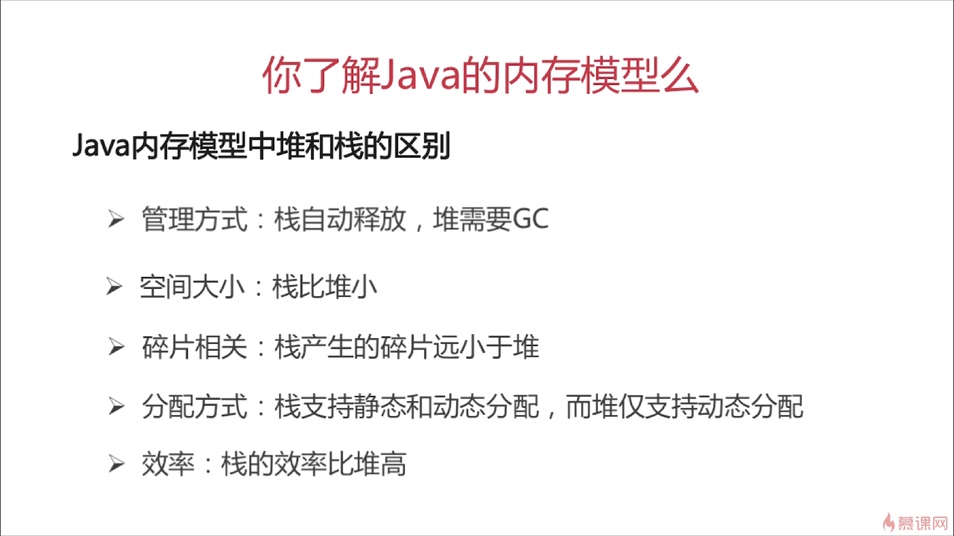 你了解Java的内存模型么
Java内存模型中堆和栈的区别
➢ 管理方式：栈自动释放，堆需要GC
➢ 空间大小：栈比堆小
➢ 碎片相关：栈产生的碎片远小于堆
➢ 分配方式：栈支持静态和动态分配，而堆仅支持动态分配
➢ 效率：栈的效率比堆高
慕课网